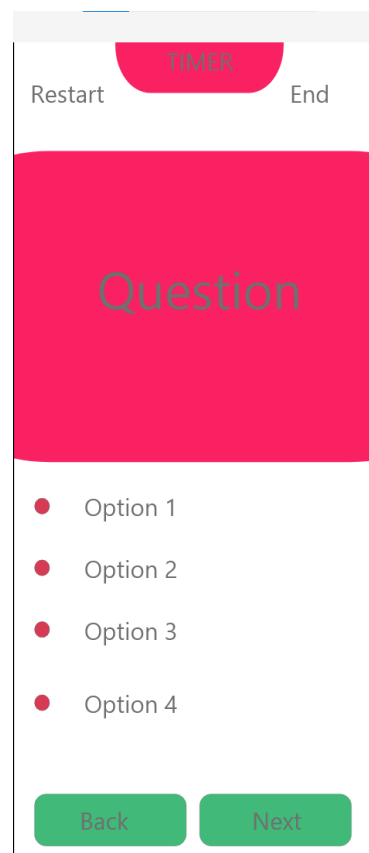 TIMER
Restart End
Question
Option 1
Option 2
Option 3
Option 4
Back Next